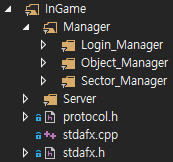 InGame
Manager
Login_Manager
Object_Manager
Sector_Manager
Server
protocol.h
stdafx.cpp
stdafx.h